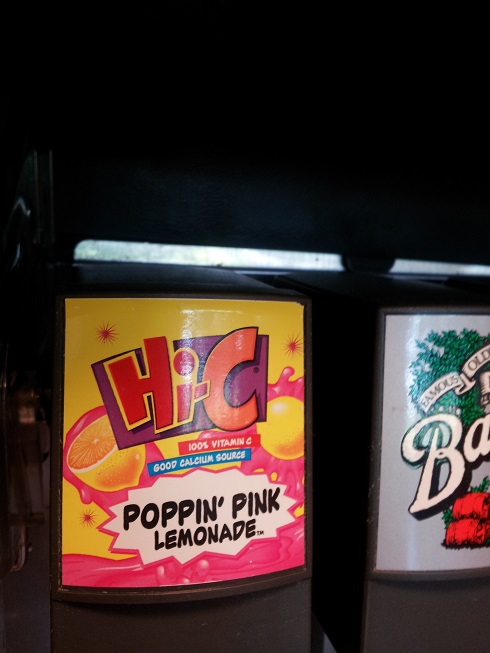 Hi-C
100% VITAMIN C
GOOD CALCIUM SOURCE
POPPIN' PINK
LEMONADE™
FAMOUS OLD
Ba